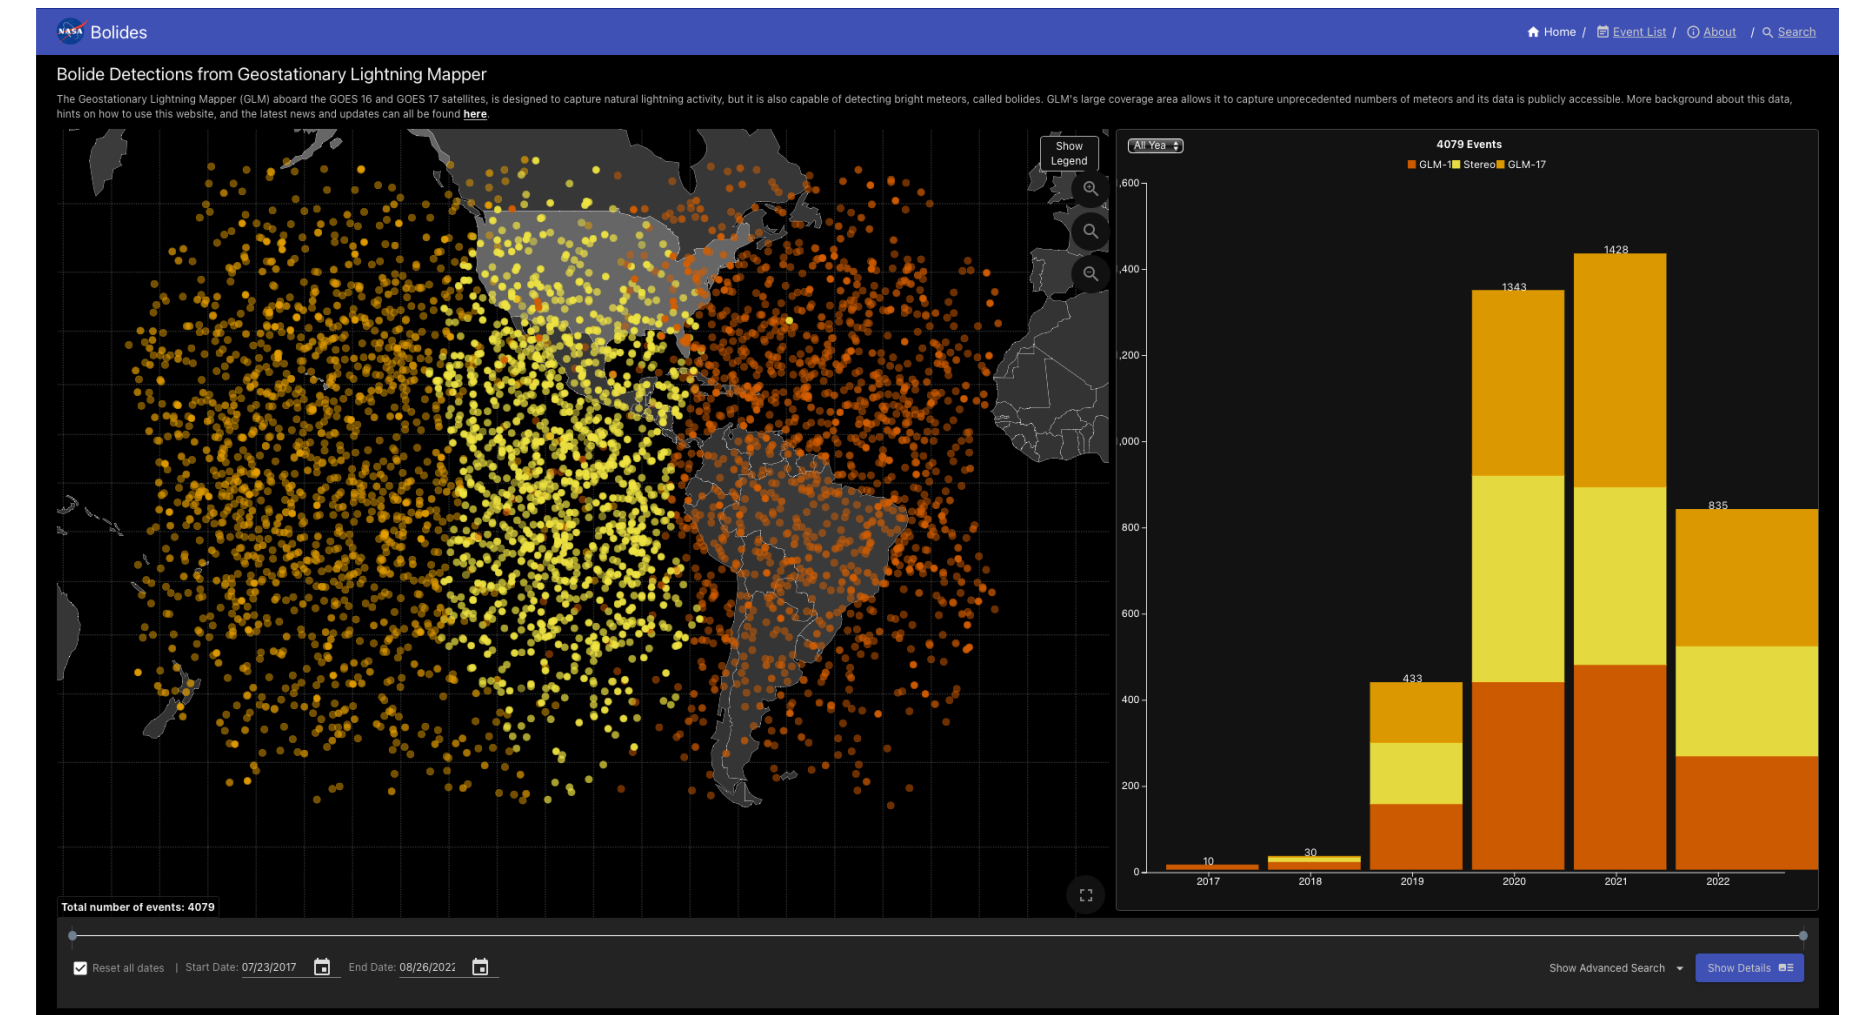 NASA Bolides
Home / Event List / About / Search
Bolide Detections from Geostationary Lightning Mapper
The Geostationary Lightning Mapper (GLM) aboard the GOES 16 and GOES 17 satellites, is designed to capture natural lightning activity, but it is also capable of detecting bright meteors, called bolides. GLM's large coverage area allows it to capture unprecedented numbers of meteors and its data is publicly accessible. More background about this data,
hints on how to use this website, and the latest news and updates can all be found here.
Show
Legend
All Yea
4079 Events
GLM-1 Stereo GLM-17
,600
,400
,200
,000
800
600
400
200
0
10
30
433
1343
1428
835
2017 2018 2019 2020 2021 2022
Total number of events: 4079
Reset all dates | Start Date: 07/23/2017 End Date: 08/26/2022
Show Advanced Search Show Details